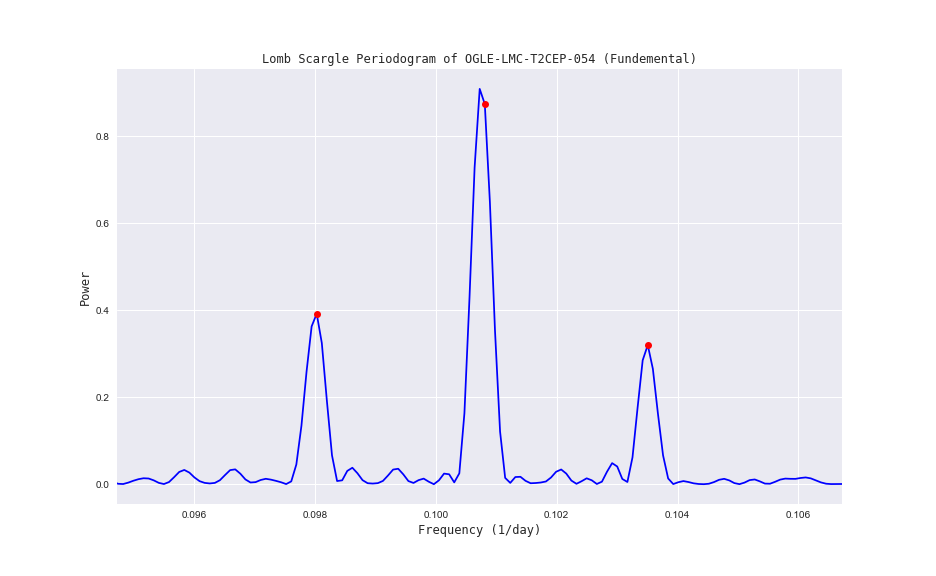 Lomb Scargle Periodogram of OGLE-LMC-T2CEP-054 (Fundemental)
0.8
0.6
Power
0.4
0.2
0.0
0.096 0.098 0.100 0.102 0.104 0.106
Frequency (1/day)